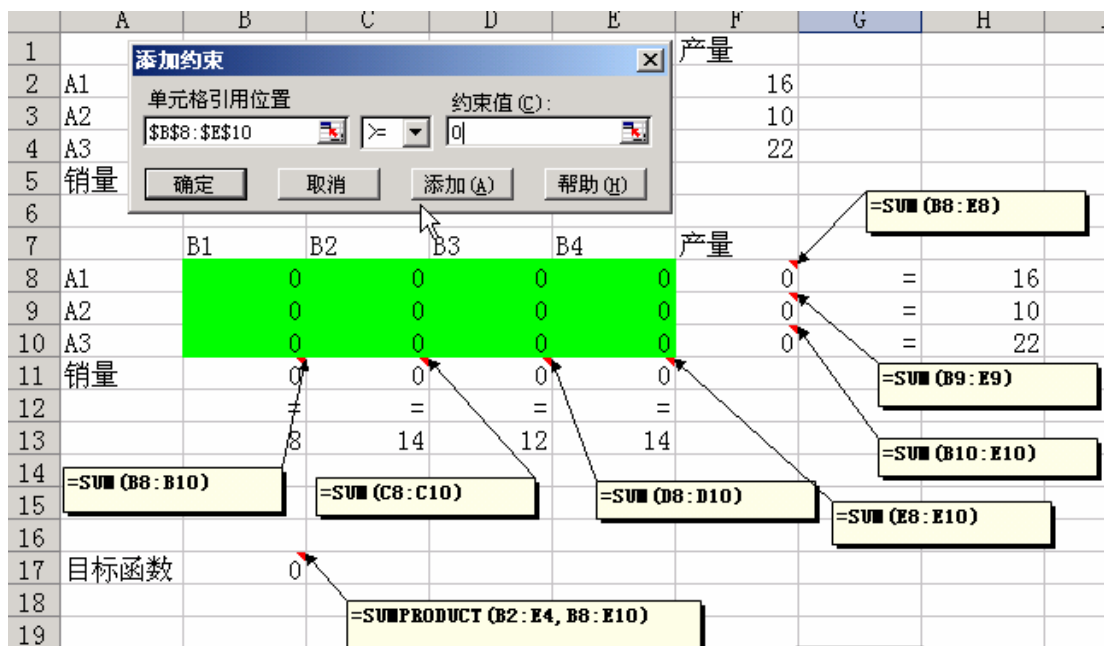 A B C D E F G H
1 产量
添加约束
2 A1 16
单元格引用位置 约束值(C):
3 A2 10
$B$8:$E$10 >= 0
4 A3 22
5 销量
确定 取消 添加(A) 帮助(H)
=SUM(B8:E8)
6
7 B1 B2 B3 B4 产量
8 A1 0 0 0 0 0 = 16
9 A2 0 0 0 0 0 = 10
10 A3 0 0 0 0 0 = 22
11 销量 0 0 0 0
=SUM(B9:E9)
12 = = = =
13 8 14 12 14
=SUM(B10:E10)
14
=SUM(B8:B10) =SUM(C8:C10) =SUM(D8:D10)
15
=SUM(E8:E10)
16
17 目标函数 0
18
=SUMPRODUCT(B2:E4,B8:E10)
19